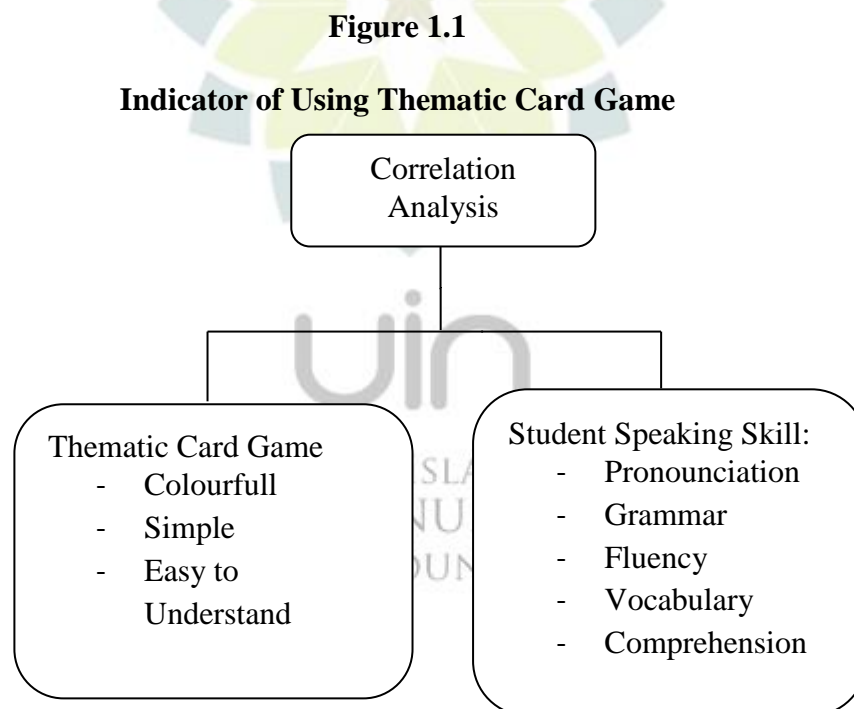 Figure 1.1
Indicator of Using Thematic Card Game
Correlation
Analysis
uin
Thematic Card Game
- Colourfull
- Simple
- Easy to
Understand
Student Speaking Skill:
- Pronounciation
- Grammar
- Fluency
- Vocabulary
- Comprehension